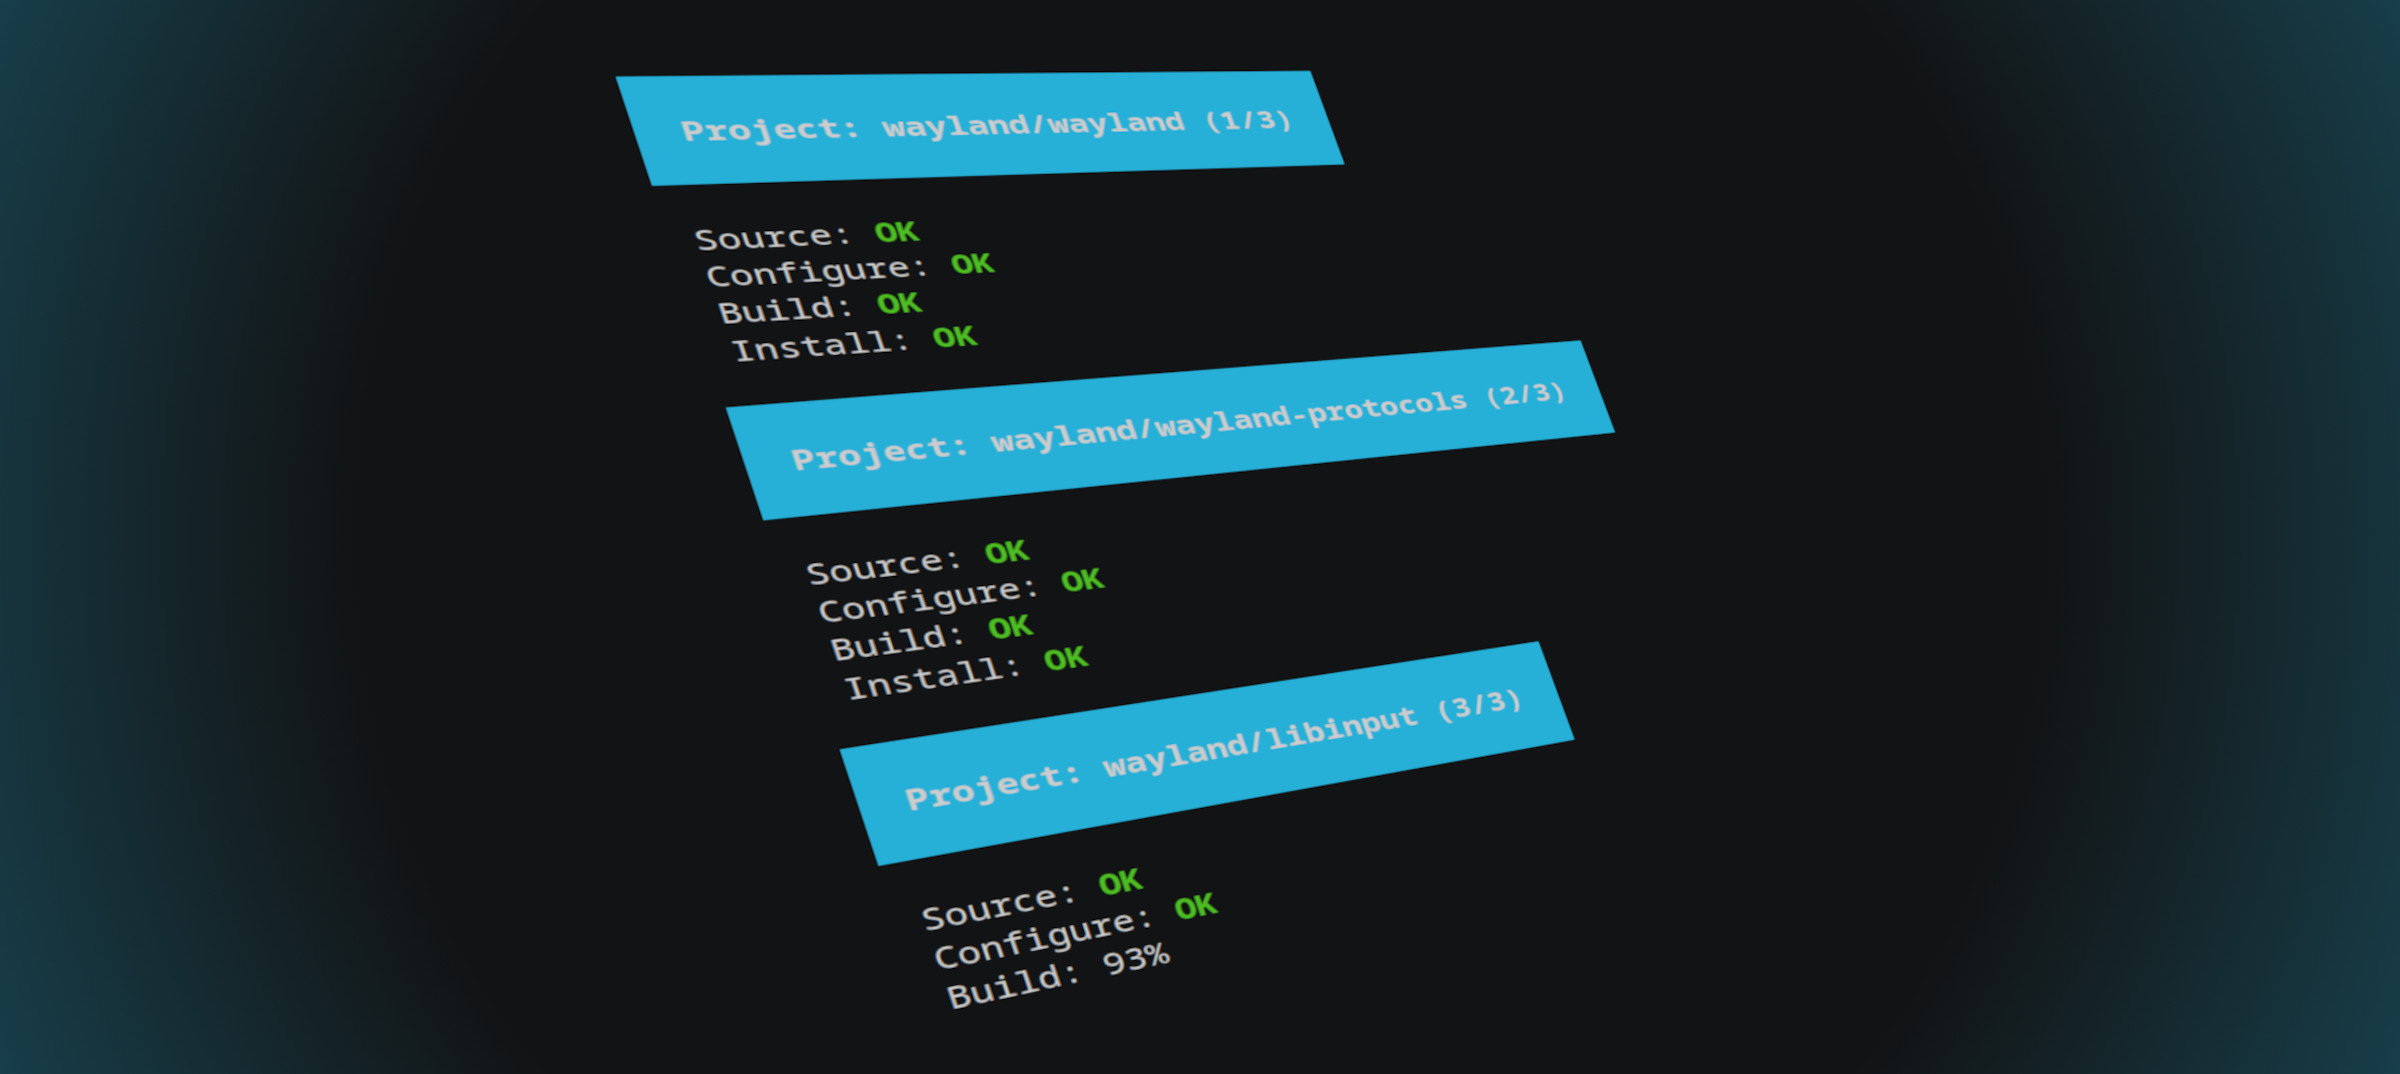 Project: wayland/wayland (1/3)
Source: OK
Configure: OK
Build: OK
Install: OK
Project: wayland/wayland-protocols (2/3)
Source: OK
Configure: OK
Build: OK
Install: OK
Project: wayland/libinput (3/3)
Source: OK
Configure: OK
Build: 93%